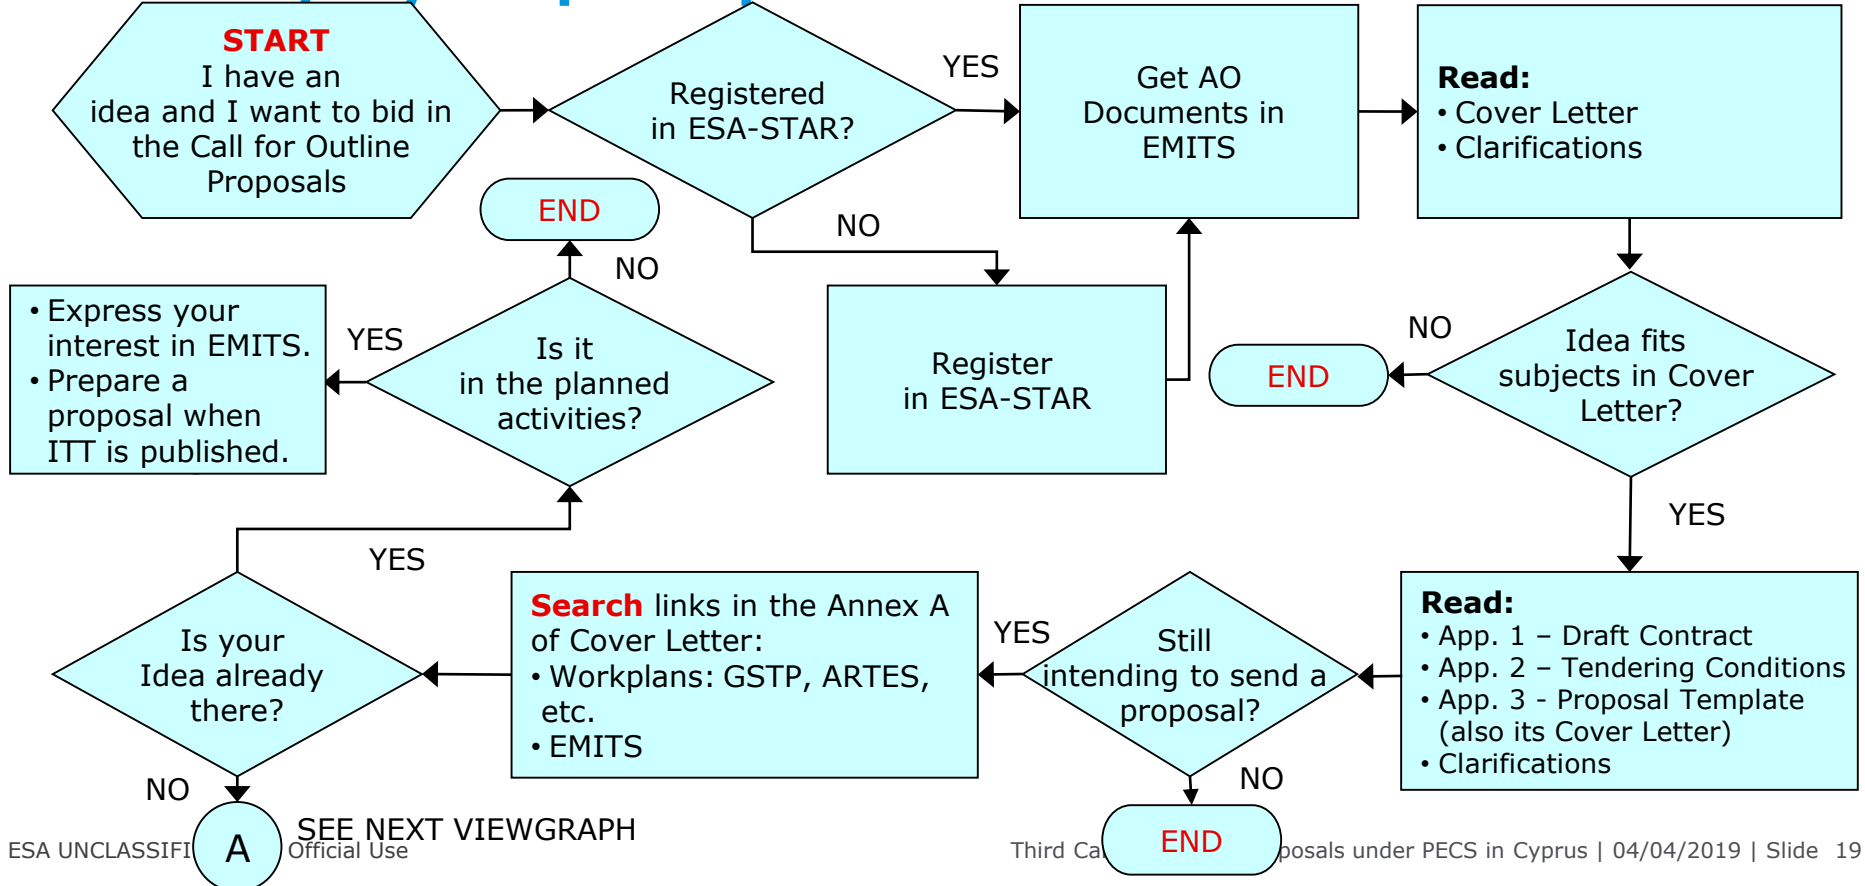 START
I have an
idea and I want to bid in
the Call for Outline
Proposals
Registered
in ESA-STAR?
YES
Get AO
Documents in
EMITS
Read:
• Cover Letter
• Clarifications
NO
Register
in ESA-STAR
Idea fits
subjects in Cover
Letter?
NO
END
YES
Read:
• App. 1 – Draft Contract
• App. 2 – Tendering Conditions
• App. 3 - Proposal Template
(also its Cover Letter)
• Clarifications
Still
intending to send a
proposal?
NO
END
YES
Search links in the Annex A
of Cover Letter:
• Workplans: GSTP, ARTES,
etc.
• EMITS
Is your
Idea already
there?
YES
Is it
in the planned
activities?
NO
END
YES
• Express your
interest in EMITS.
• Prepare a
proposal when
ITT is published.
NO
A
SEE NEXT VIEWGRAPH
ESA Official Use
Third under PECS in Cyprus | 04/04/2019 | Slide 19